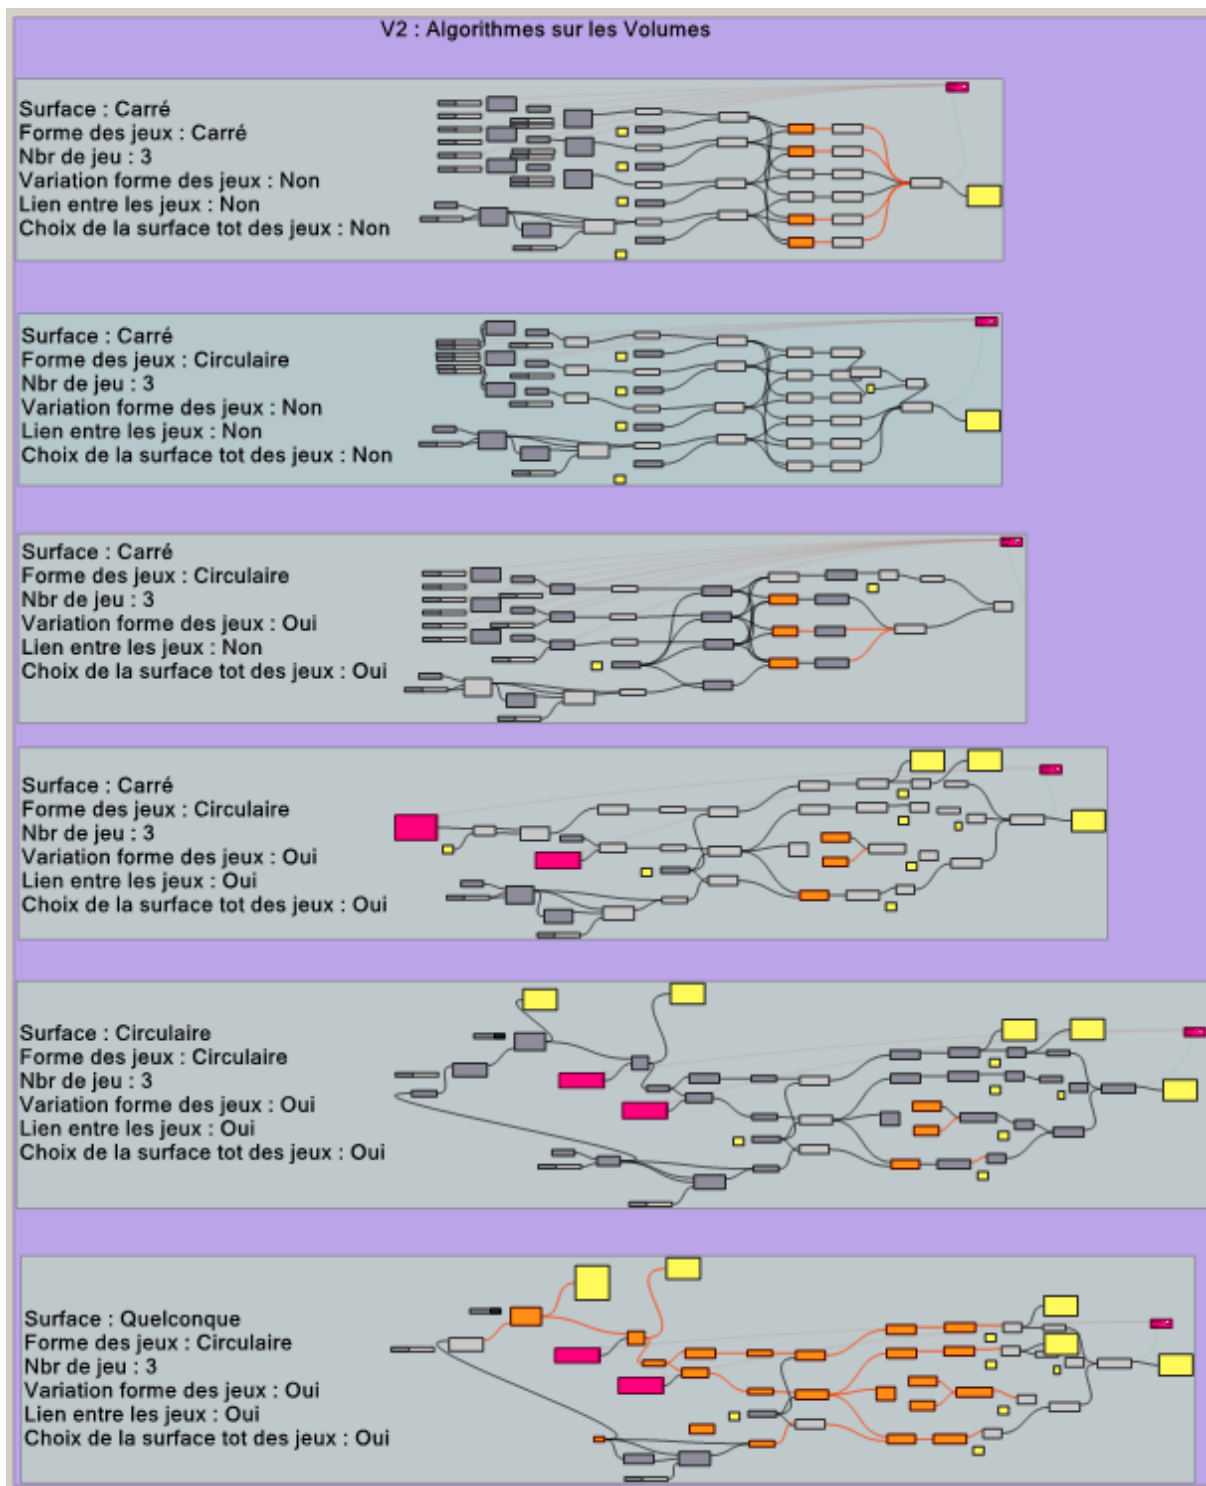 V2 : Algorithmes sur les Volumes
Surface : Carré
Forme des jeux : Carré
Nbr de jeu : 3
Variation forme des jeux : Non
Lien entre les jeux : Non
Choix de la surface tot des jeux : Non
Surface : Carré
Forme des jeux : Circulaire
Nbr de jeu : 3
Variation forme des jeux : Non
Lien entre les jeux : Non
Choix de la surface tot des jeux : Non
Surface : Carré
Forme des jeux : Circulaire
Nbr de jeu : 3
Variation forme des jeux : Oui
Lien entre les jeux : Non
Choix de la surface tot des jeux : Oui
Surface : Carré
Forme des jeux : Circulaire
Nbr de jeu : 3
Variation forme des jeux : Oui
Lien entre les jeux : Oui
Choix de la surface tot des jeux : Oui
Surface : Circulaire
Forme des jeux : Circulaire
Nbr de jeu : 3
Variation forme des jeux : Oui
Lien entre les jeux : Oui
Choix de la surface tot des jeux : Oui
Surface : Quelconque
Forme des jeux : Circulaire
Nbr de jeu : 3
Variation forme des jeux : Oui
Lien entre les jeux : Oui
Choix de la surface tot des jeux : Oui